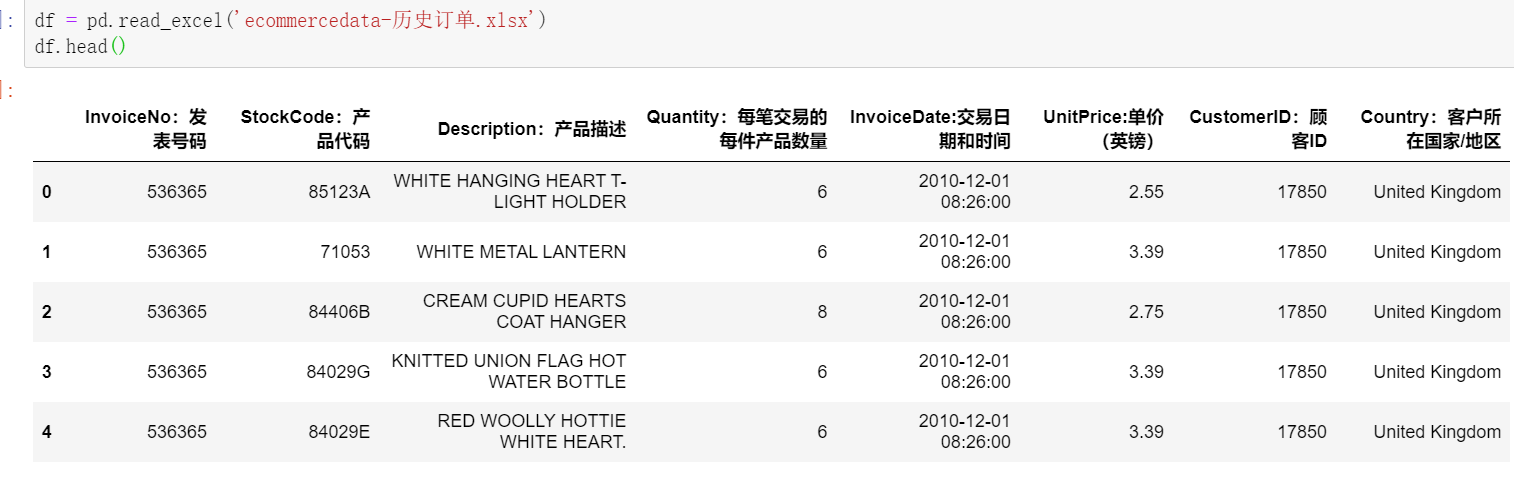 ]: df = pd.read_excel('ecommercedata-历史订单.xlsx')
df.head()
]:
InvoiceNo：发表号码 StockCode：产品代码 Description：产品描述 Quantity：每笔交易的每件产品数量 InvoiceDate:交易日期和时间 UnitPrice:单价（英镑） CustomerID：顾客ID Country：客户所在国家/地区
0 536365 85123A WHITE HANGING HEART T-LIGHT HOLDER 6 2010-12-01 08:26:00 2.55 17850 United Kingdom
1 536365 71053 WHITE METAL LANTERN 6 2010-12-01 08:26:00 3.39 17850 United Kingdom
2 536365 84406B CREAM CUPID HEARTS COAT HANGER 8 2010-12-01 08:26:00 2.75 17850 United Kingdom
3 536365 84029G KNITTED UNION FLAG HOT WATER BOTTLE 6 2010-12-01 08:26:00 3.39 17850 United Kingdom
4 536365 84029E RED WOOLLY HOTTIE WHITE HEART. 6 2010-12-01 08:26:00 3.39 17850 United Kingdom